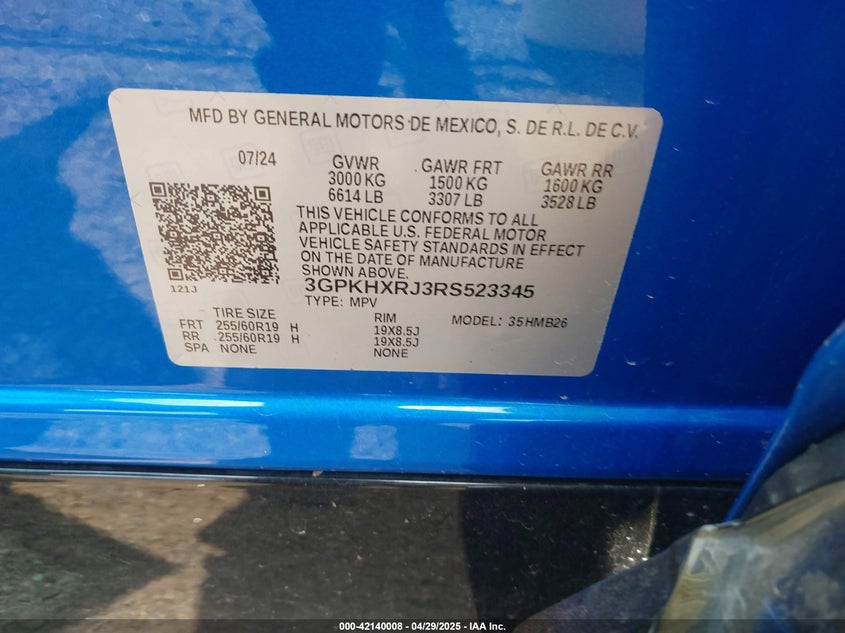 MFD BY GENERAL MOTORS DE MEXICO, S. DE R.L. DE C.V.
07/24 GVWR GAWR FRT GAWR RR
3000 KG 1500 KG 1600 KG
6614 LB 3307 LB 3528 LB
THIS VEHICLE CONFORMS TO ALL
APPLICABLE U.S. FEDERAL MOTOR
VEHICLE SAFETY STANDARDS IN EFFECT
ON THE DATE OF MANUFACTURE
SHOWN ABOVE.
121J 3GPKHXRJ3RS523345
TYPE: MPV
TIRE SIZE RIM MODEL: 35HMB26
FRT 255/60R19 H 19X8.5J
RR 255/60R19 H 19X8.5J
SPA NONE NONE
000-42140008 - 04/29/2025 - IAA Inc.